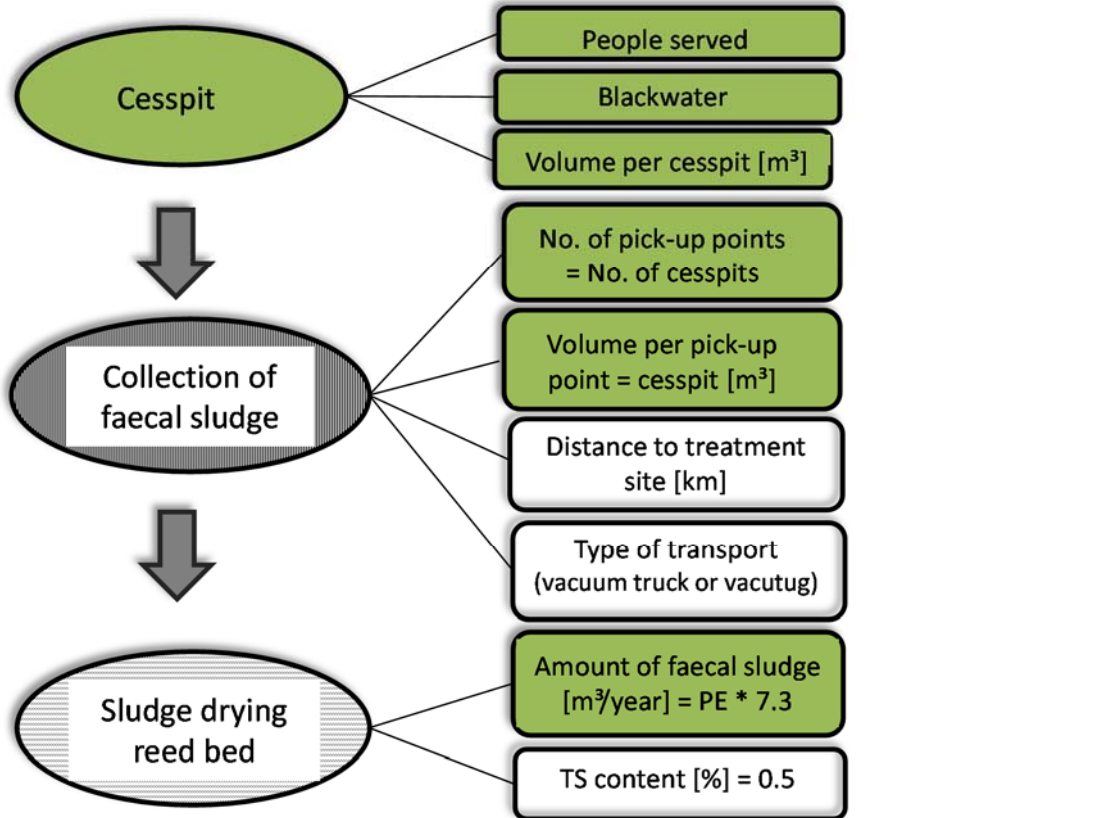 People served
Cesspit
Blackwater
Volume per cesspit [m³]
No. of pick-up points
= No. of cesspits
Volume per pick-up
point = cesspit [m³]
Collection of
faecal sludge
Distance to treatment
site [km]
Type of transport
(vacuum truck or vacutug)
Amount of faecal sludge
[m³/year] = PE * 7.3
Sludge drying
reed bed
TS content [%] = 0.5